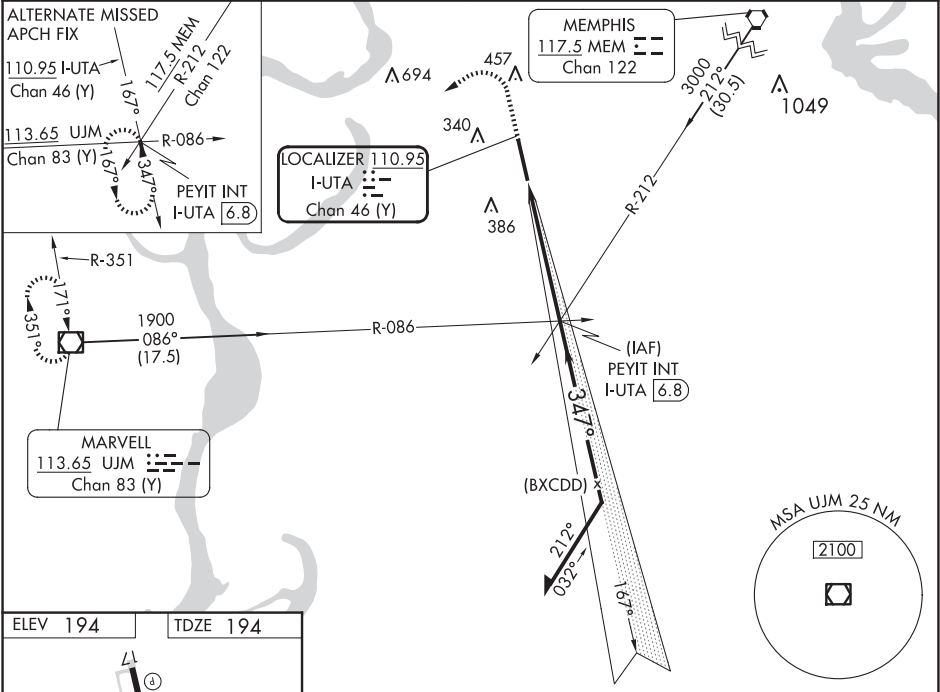 ALTERNATE MISSED
APCH FIX
110.95 I-UTA
Chan 46 (Y)
167°
117.5 MEM
R-212
Chan 122
113.65 UJM
Chan 83 (Y)
R-086
167°
347°
PEYIT INT
I-UTA 6.8
694
457
340
386
MEMPHIS
117.5 MEM
Chan 122
3000
212°
(30.5)
1049
LOCALIZER 110.95
I-UTA
Chan 46 (Y)
R-212
R-351
171°
351°
1900
086°
(17.5)
R-086
(IAF)
PEYIT INT
I-UTA 6.8
347°
MARVELL
113.65 UJM
Chan 83 (Y)
(BXCDD) x
212°
032°
167°
MSA UJM 25 NM
2100
ELEV 194
TDZE 194
17
P